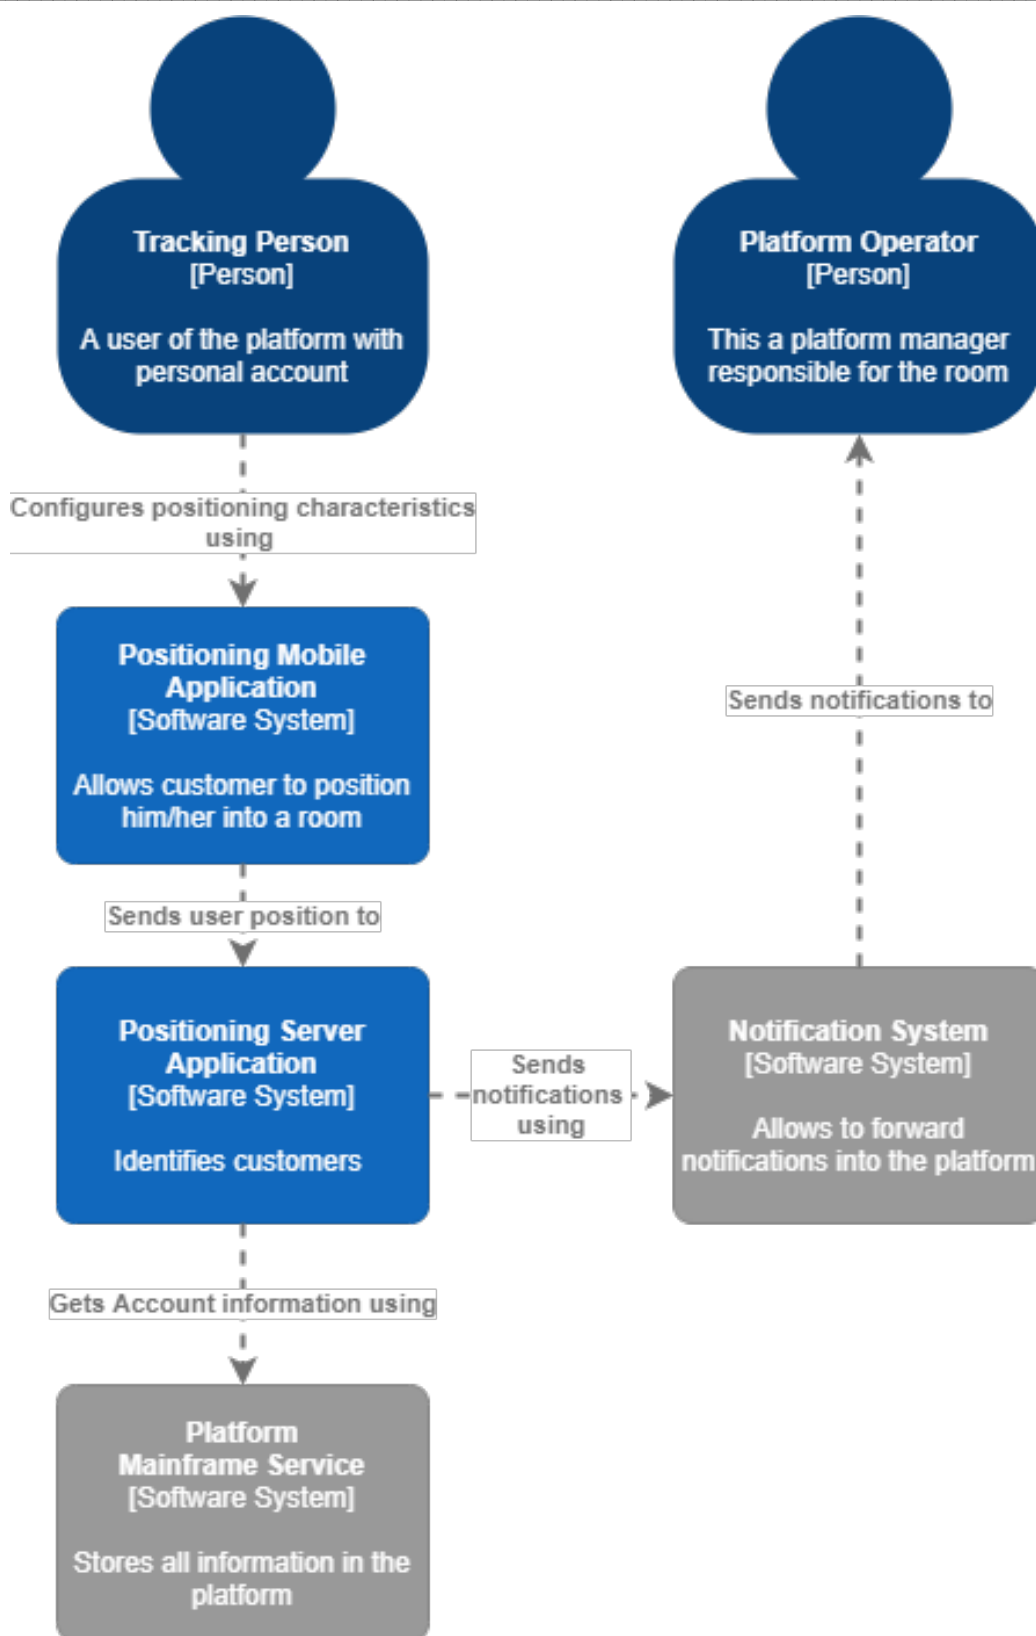 Tracking Person
[Person]
A user of the platform with
personal account
Platform Operator
[Person]
This a platform manager
responsible for the room
Configures positioning characteristics
using
Positioning Mobile
Application
[Software System]
Allows customer to position
him/her into a room
Sends notifications to
Sends user position to
Positioning Server
Application
[Software System]
Identifies customers
Sends
notifications
using
Notification System
[Software System]
Allows to forward
notifications into the platform
Gets Account information using
Platform
Mainframe Service
[Software System]
Stores all information in the
platform